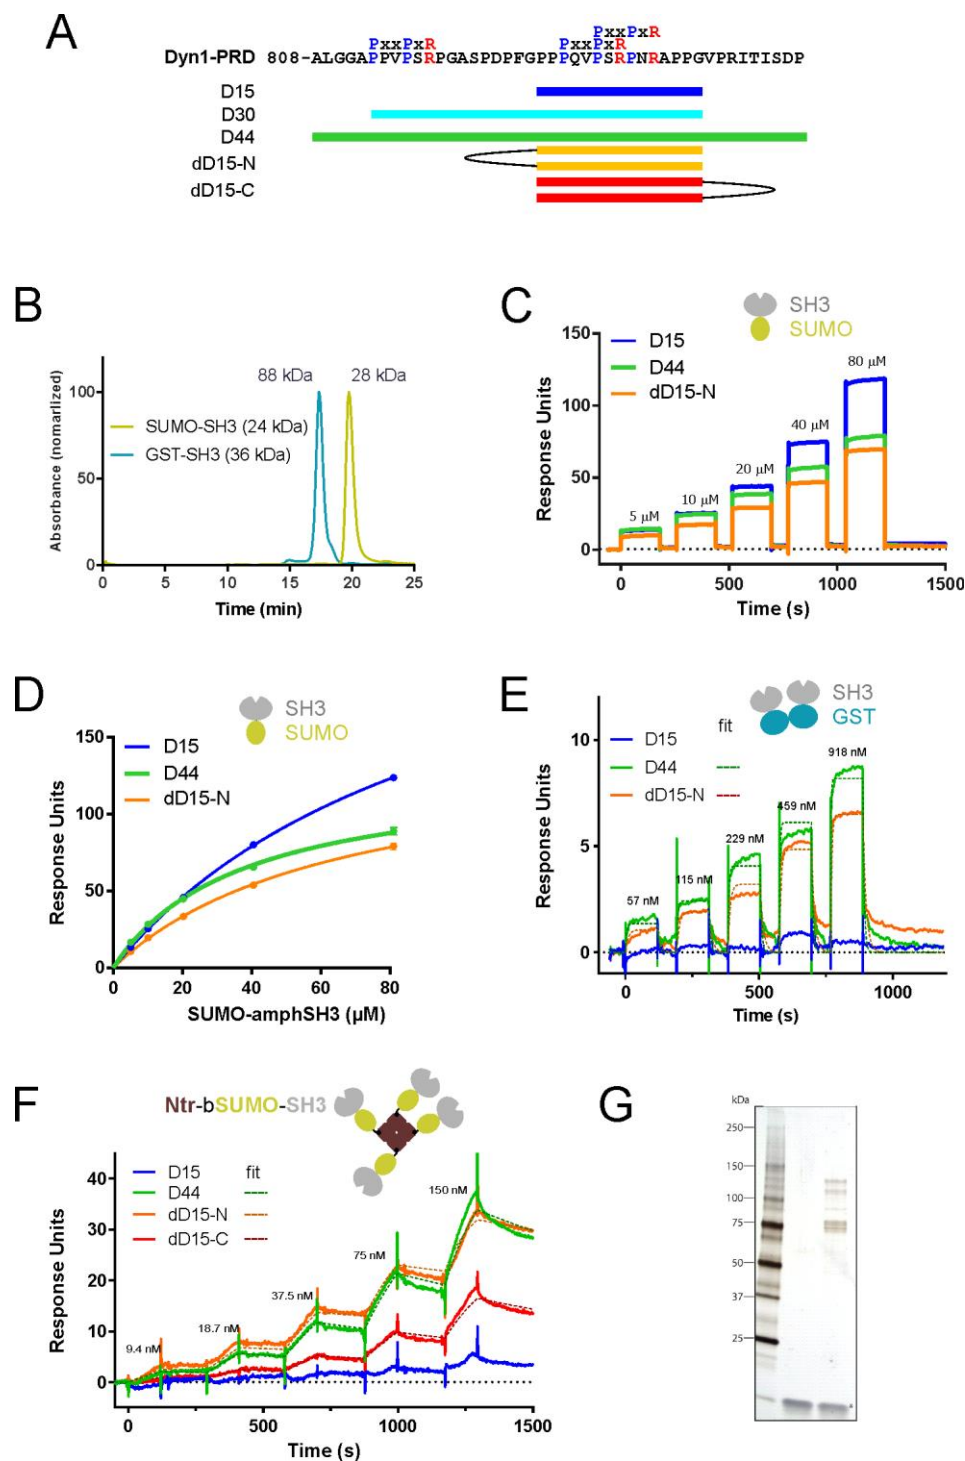 A
PxxPxR
PxxPxR PxxPxR
Dyn1-PRD 808-ALGGAPPVPSRPGASPDPFGPPPQVPSRPNRAPPGVPRITISDP
D15
D30
D44
dD15-N
dD15-C
B
88 kDa 28 kDa
100
SUMO-SH3 (24 kDa)
GST-SH3 (36 kDa)
50
0
Absorbance (nomarlized)
0 5 10 15 20 25
Time (min)
C
SH3
SUMO
150
D15
D44
dD15-N
100
50
0
Response Units
5 µM
10 µM
20 µM
40 µM
80 µM
0 500 1000 1500
Time (s)
D
SH3
SUMO
150
D15
D44
dD15-N
100
50
0
Response Units
0 20 40 60 80
SUMO-amphSH3 (µM)
E
SH3
GST
D15 fit
D44
dD15-N
10
5
0
Response Units
57 nM
115 nM
229 nM
459 nM
918 nM
0 500 1000
Time (s)
F
Ntr-bSUMO-SH3
D15 fit
D44
dD15-N
dD15-C
40
30
20
10
0
Response Units
9.4 nM
18.7 nM
37.5 nM
75 nM
150 nM
0 500 1000 1500
Time (s)
G
kDa
250
150
100
75
50
37
25
*